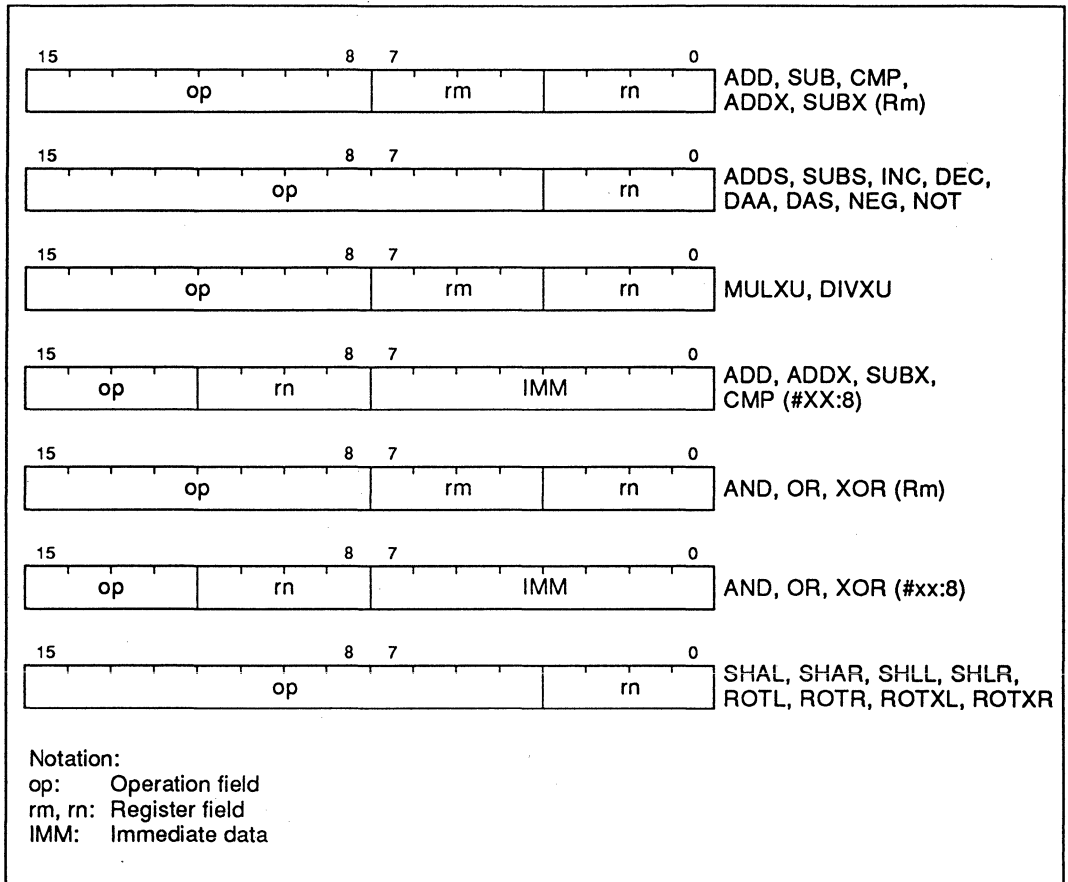 15 8 7 0
op rm rn
ADD, SUB, CMP,
ADDX, SUBX (Rm)
15 8 7 0
op rn
ADDS, SUBS, INC, DEC,
DAA, DAS, NEG, NOT
15 8 7 0
op rm rn
MULXU, DIVXU
15 8 7 0
op rn IMM
ADD, ADDX, SUBX,
CMP (#XX:8)
15 8 7 0
op rm rn
AND, OR, XOR (Rm)
15 8 7 0
op rn IMM
AND, OR, XOR (#xx:8)
15 8 7 0
op rn
SHAL, SHAR, SHLL, SHLR,
ROTL, ROTR, ROTXL, ROTXR
Notation:
op: Operation field
rm, rn: Register field
IMM: Immediate data